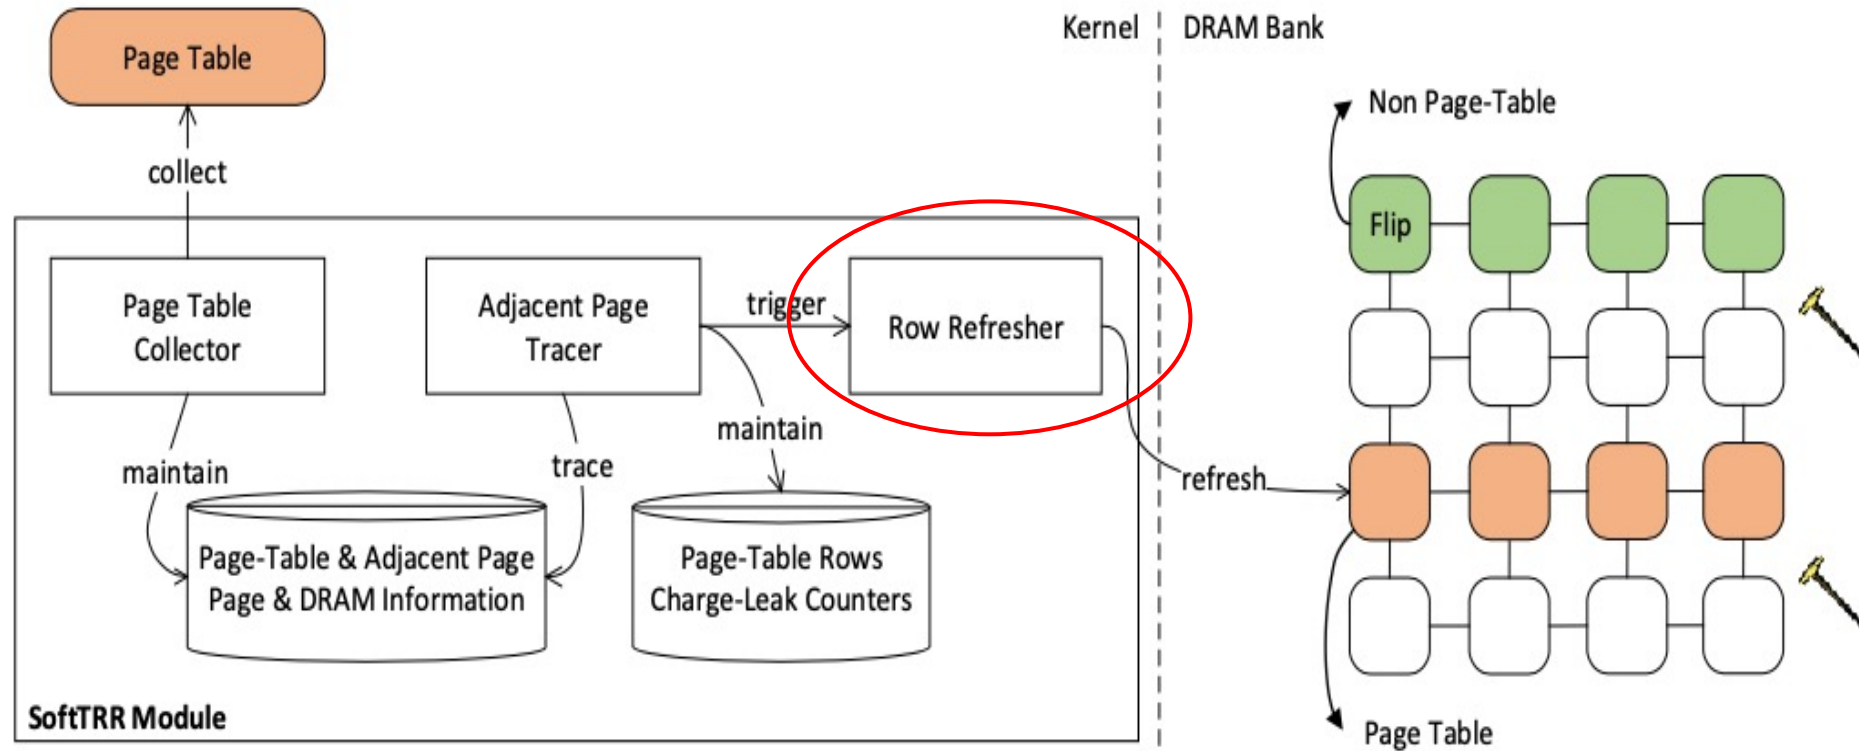 Page Table
Kernel
DRAM Bank
collect
Non Page-Table
Page Table
Collector
Adjacent Page
Tracer
trigger
Row Refresher
Flip
maintain
trace
maintain
refresh
Page-Table & Adjacent Page
Page & DRAM Information
Page-Table Rows
Charge-Leak Counters
SoftTRR Module
Page Table